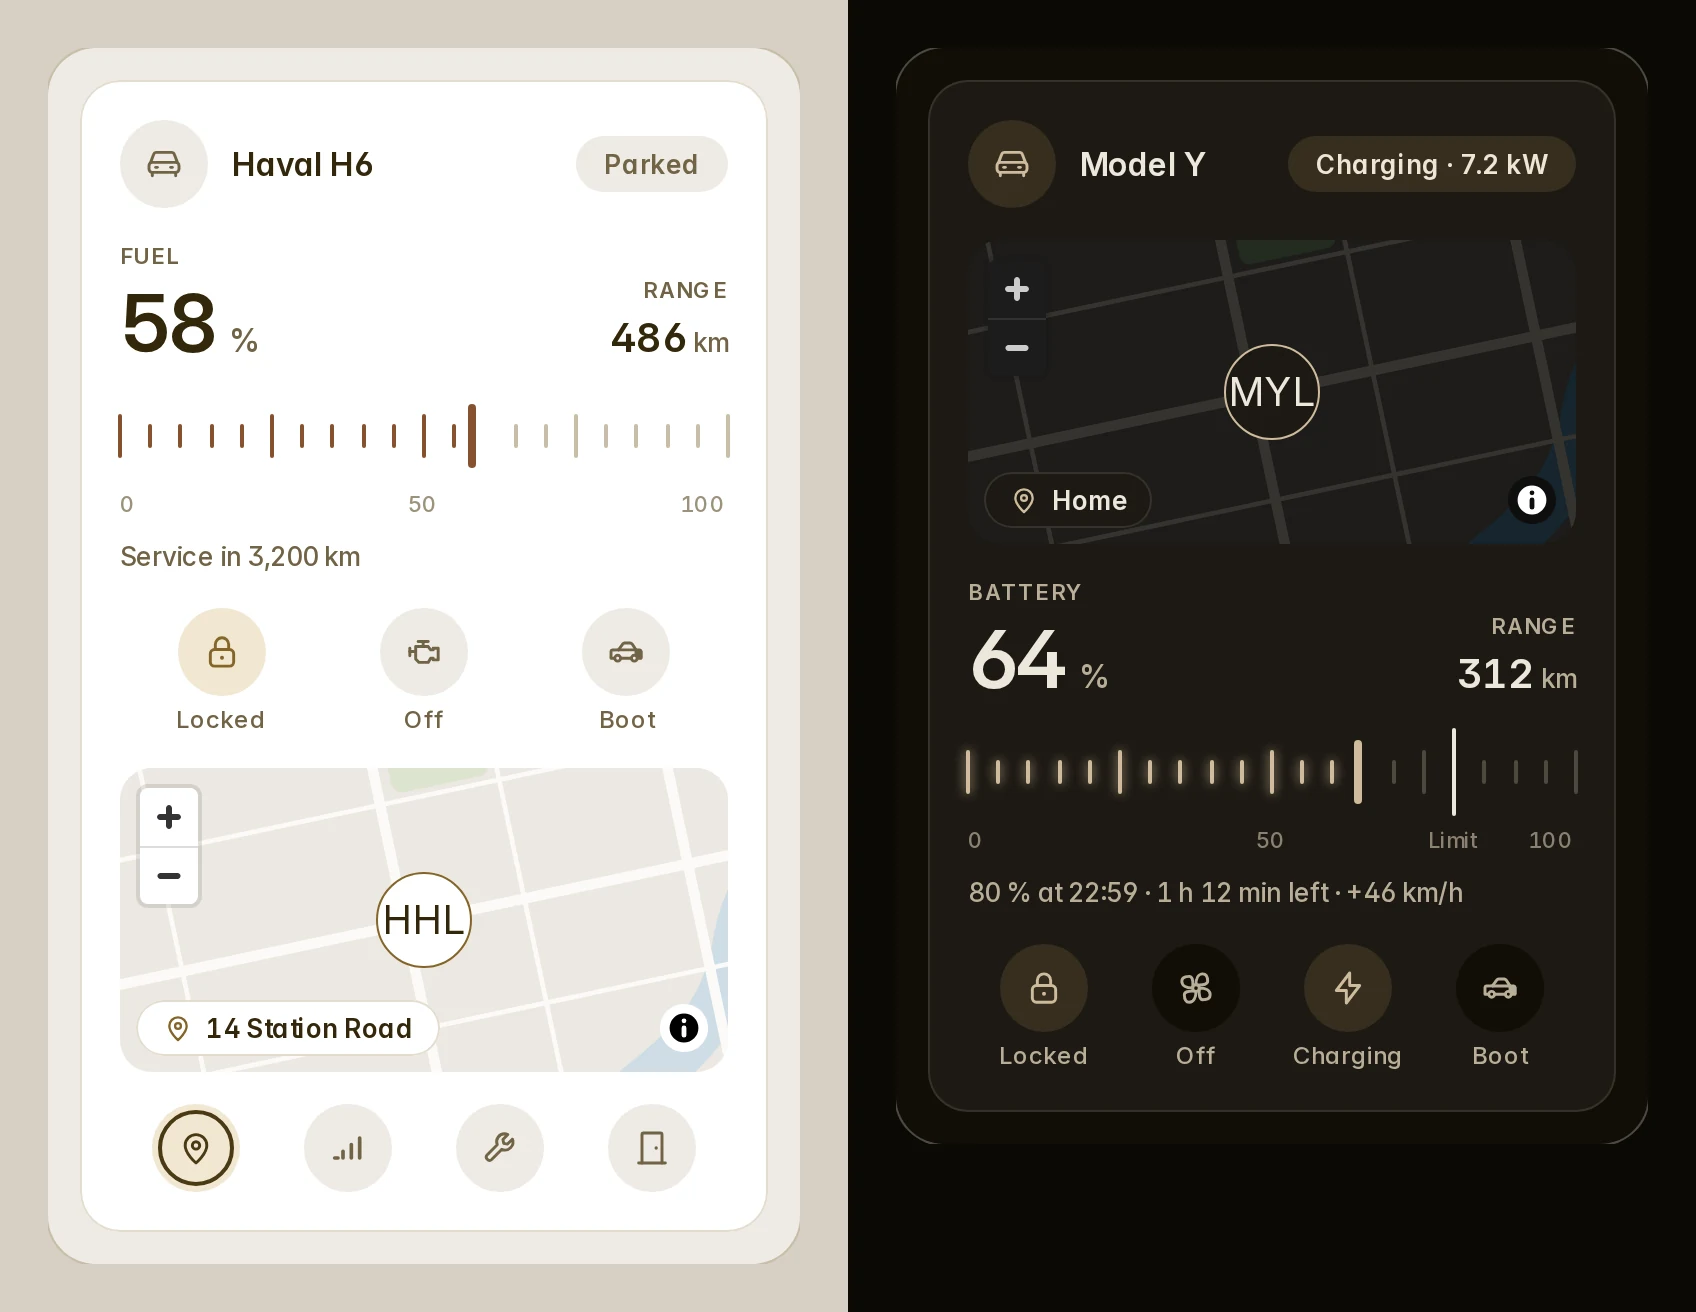 Haval H6
Parked
FUEL
58 %
RANGE
486 km
0 50 100
Service in 3,200 km
Locked Off Boot
+
−
HHL
14 Station Road
Model Y
Charging · 7.2 kW
+
−
MYL
Home
BATTERY
64 %
RANGE
312 km
0 50 Limit 100
80 % at 22:59 · 1 h 12 min left · +46 km/h
Locked Off Charging Boot